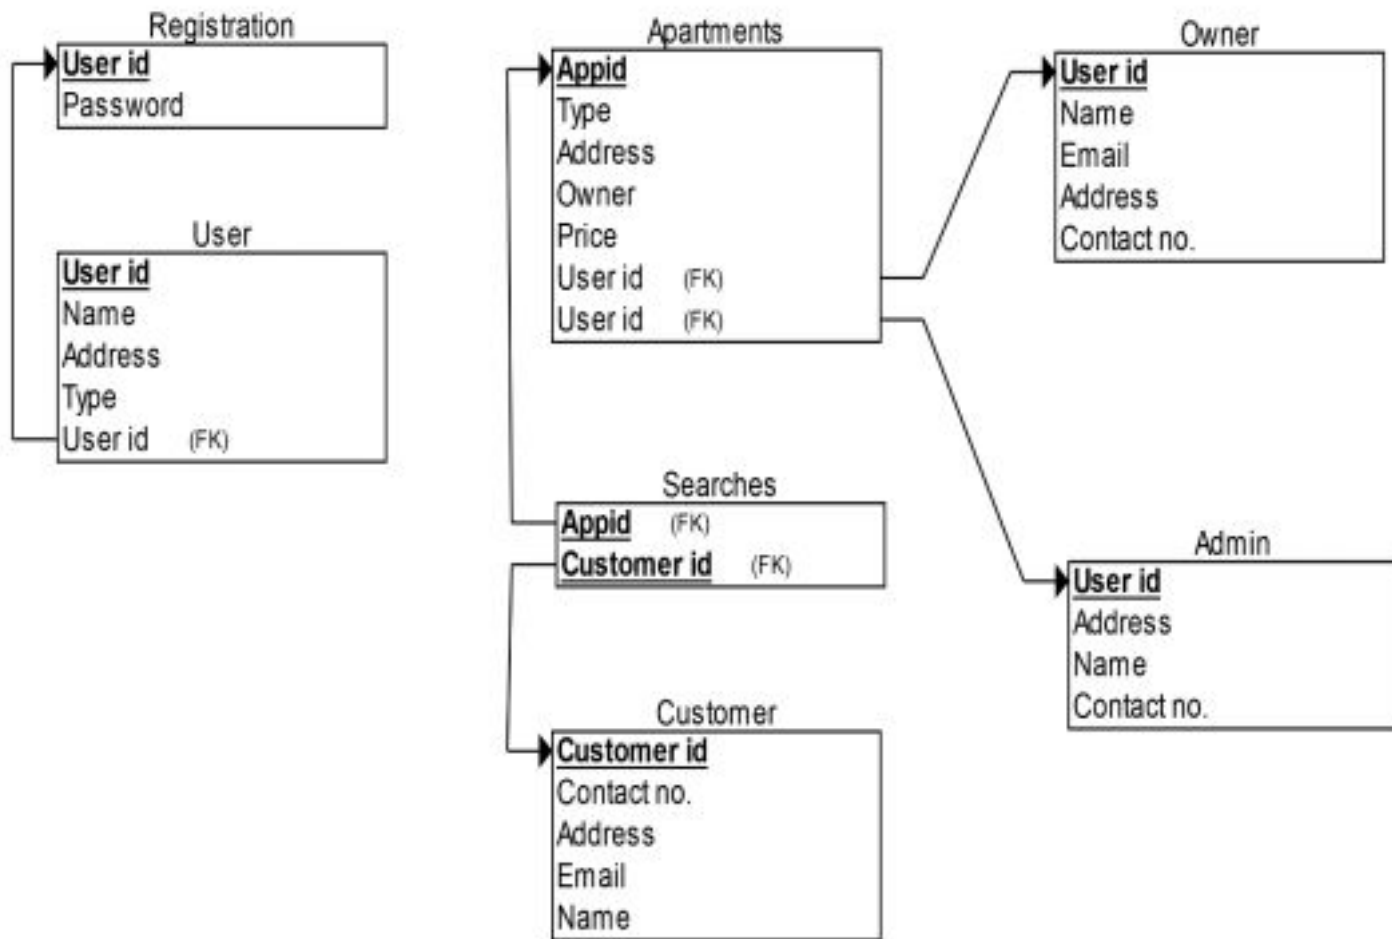 Registration
User id
Password
User
User id
Name
Address
Type
User id (FK)
Apartments
Appid
Type
Address
Owner
Price
User id (FK)
User id (FK)
Searches
Appid (FK)
Customer id (FK)
Customer
Customer id
Contact no.
Address
Email
Name
Owner
User id
Name
Email
Address
Contact no.
Admin
User id
Address
Name
Contact no.